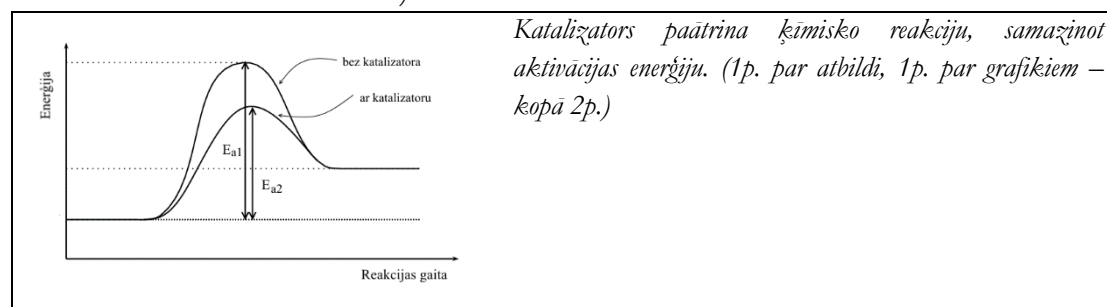 Enerģija
bez katalizatora
ar katalizatoru
Ea1
Ea2
Reakcijas gaita
Katalizators paātrina ķīmisko reakciju, samazinot
aktivācijas enerģiju. (1p. par atbildi, 1p. par grafikiem –
kopā 2p.)